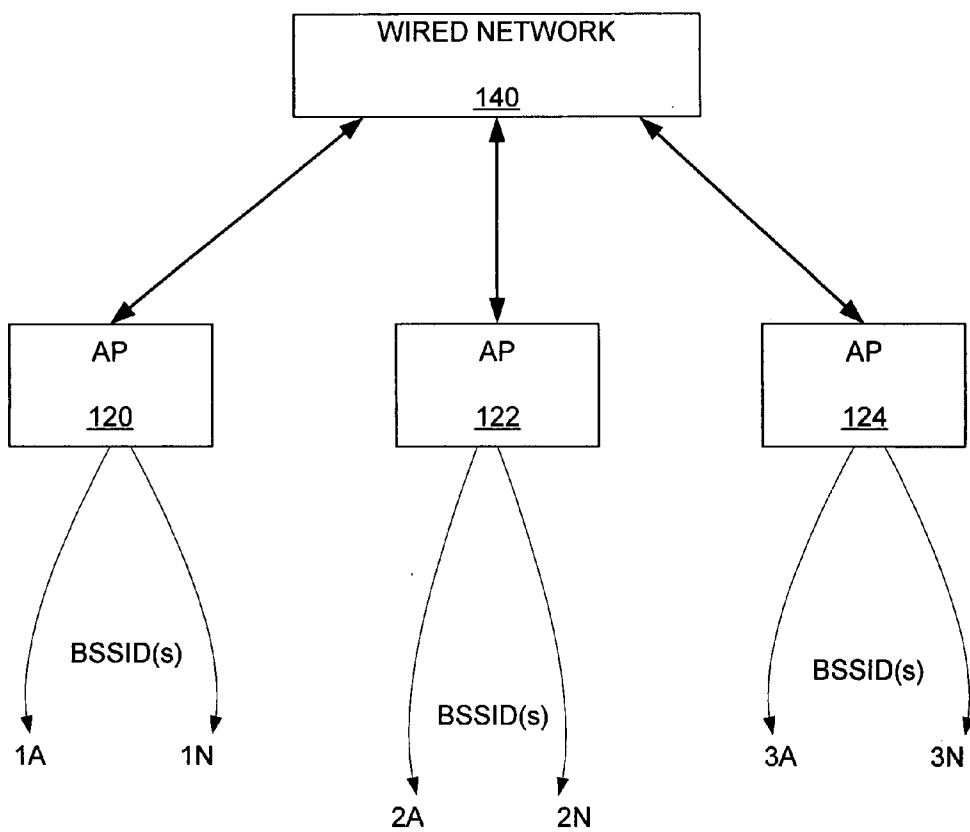 WIRED NETWORK
140
AP
120
AP
122
AP
124
BSSID(s)
1A
1N
BSSID(s)
2A
2N
BSSID(s)
3A
3N